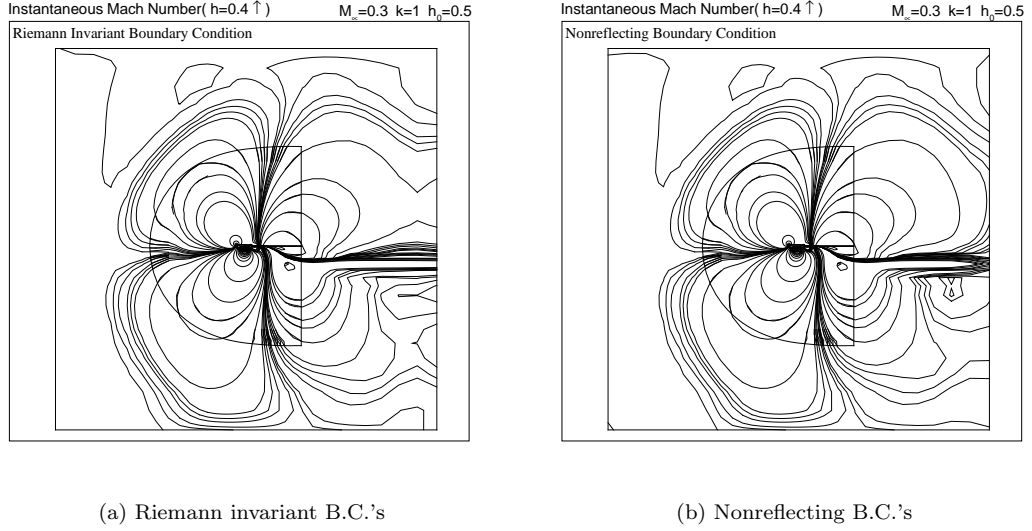 Instantaneous Mach Number( h=0.4 ↑ ) M∞=0.3 k=1 h0=0.5
Riemann Invariant Boundary Condition
(a) Riemann invariant B.C.'s
Instantaneous Mach Number( h=0.4 ↑ ) M∞=0.3 k=1 h0=0.5
Nonreflecting Boundary Condition
(b) Nonreflecting B.C.'s